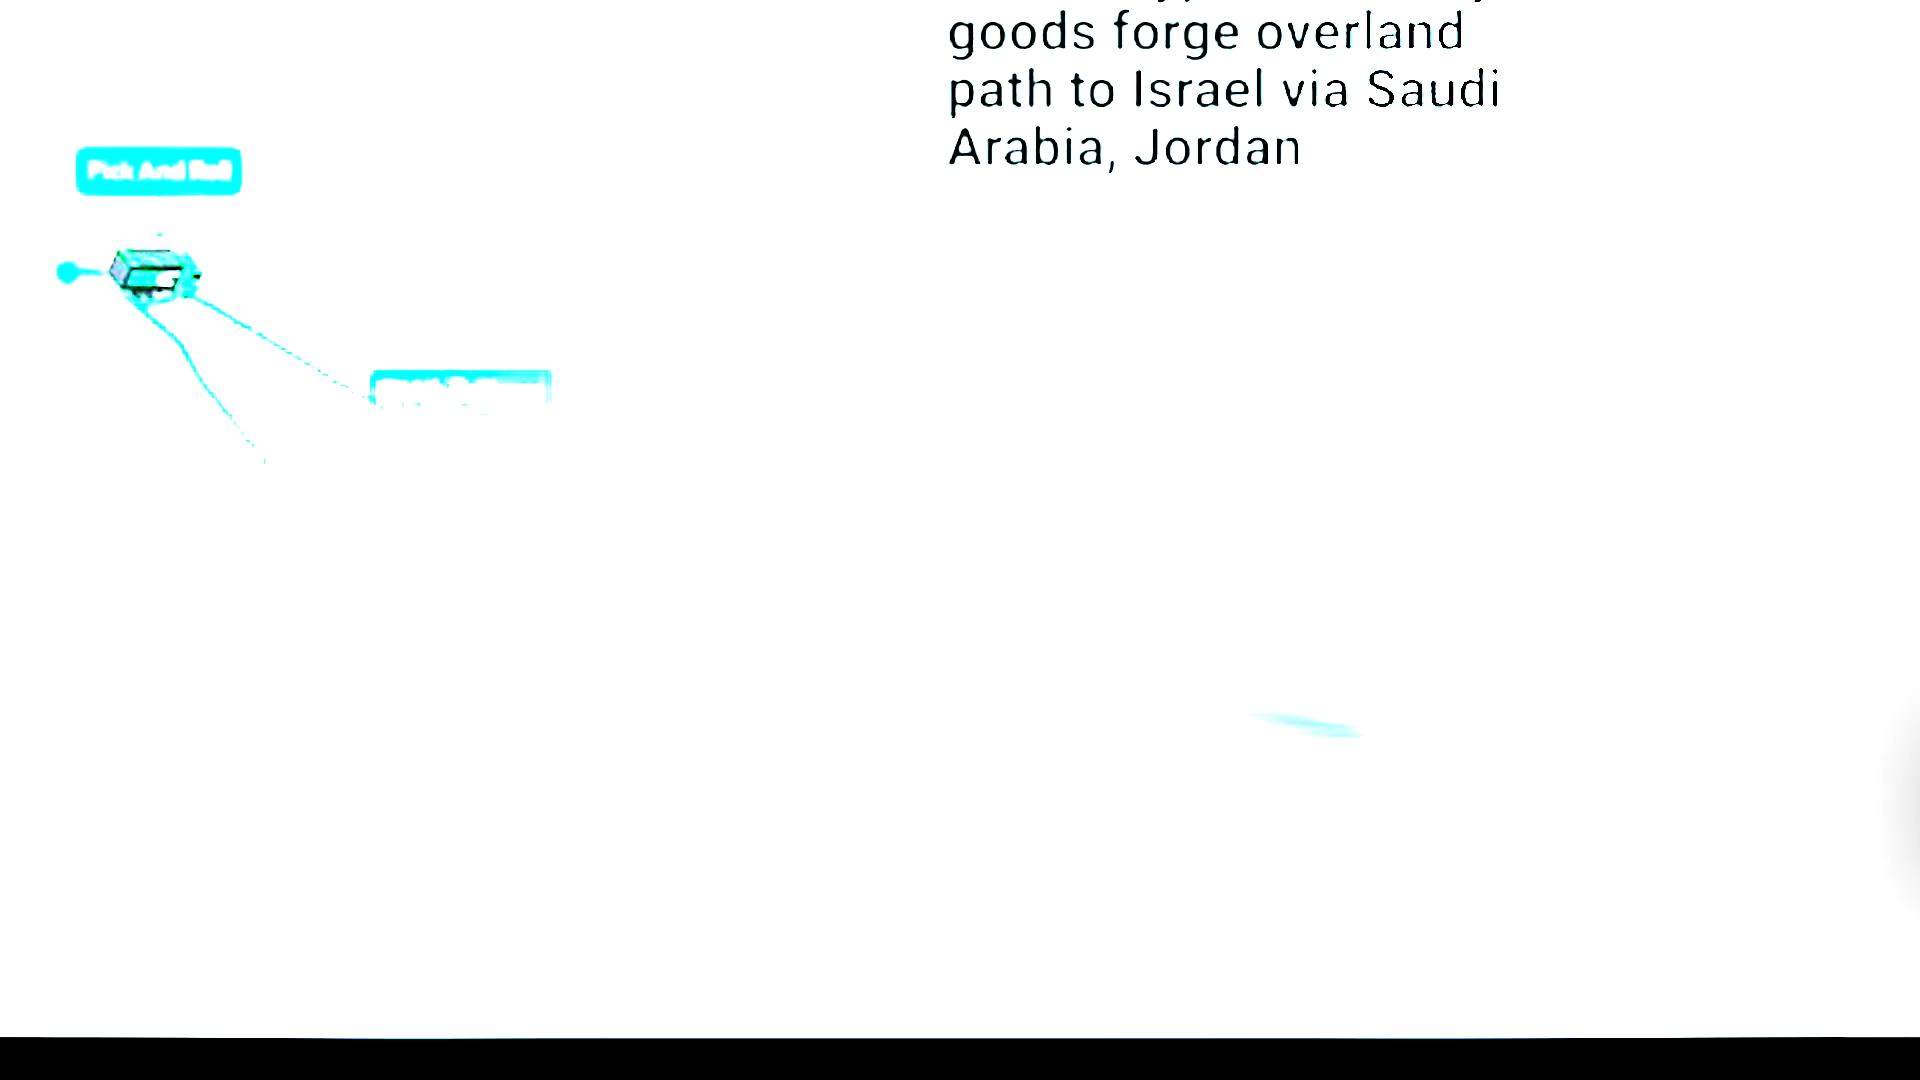 goods forge overland
path to Israel via Saudi
Arabia, Jordan
Pick And Roll